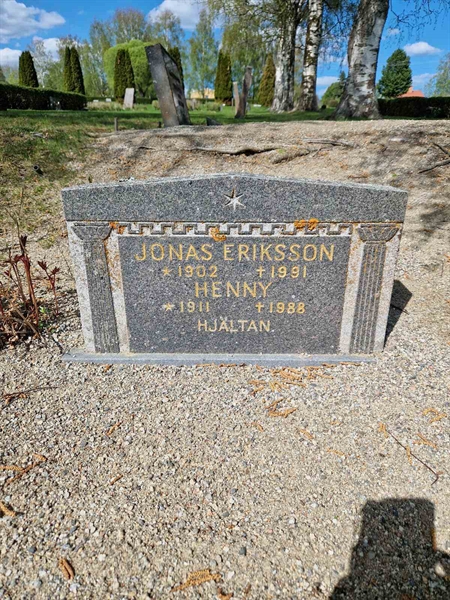 JONAS ERIKSSON
*1902 †1991
HENNY
*1911 †1988
HJÄLTAN.